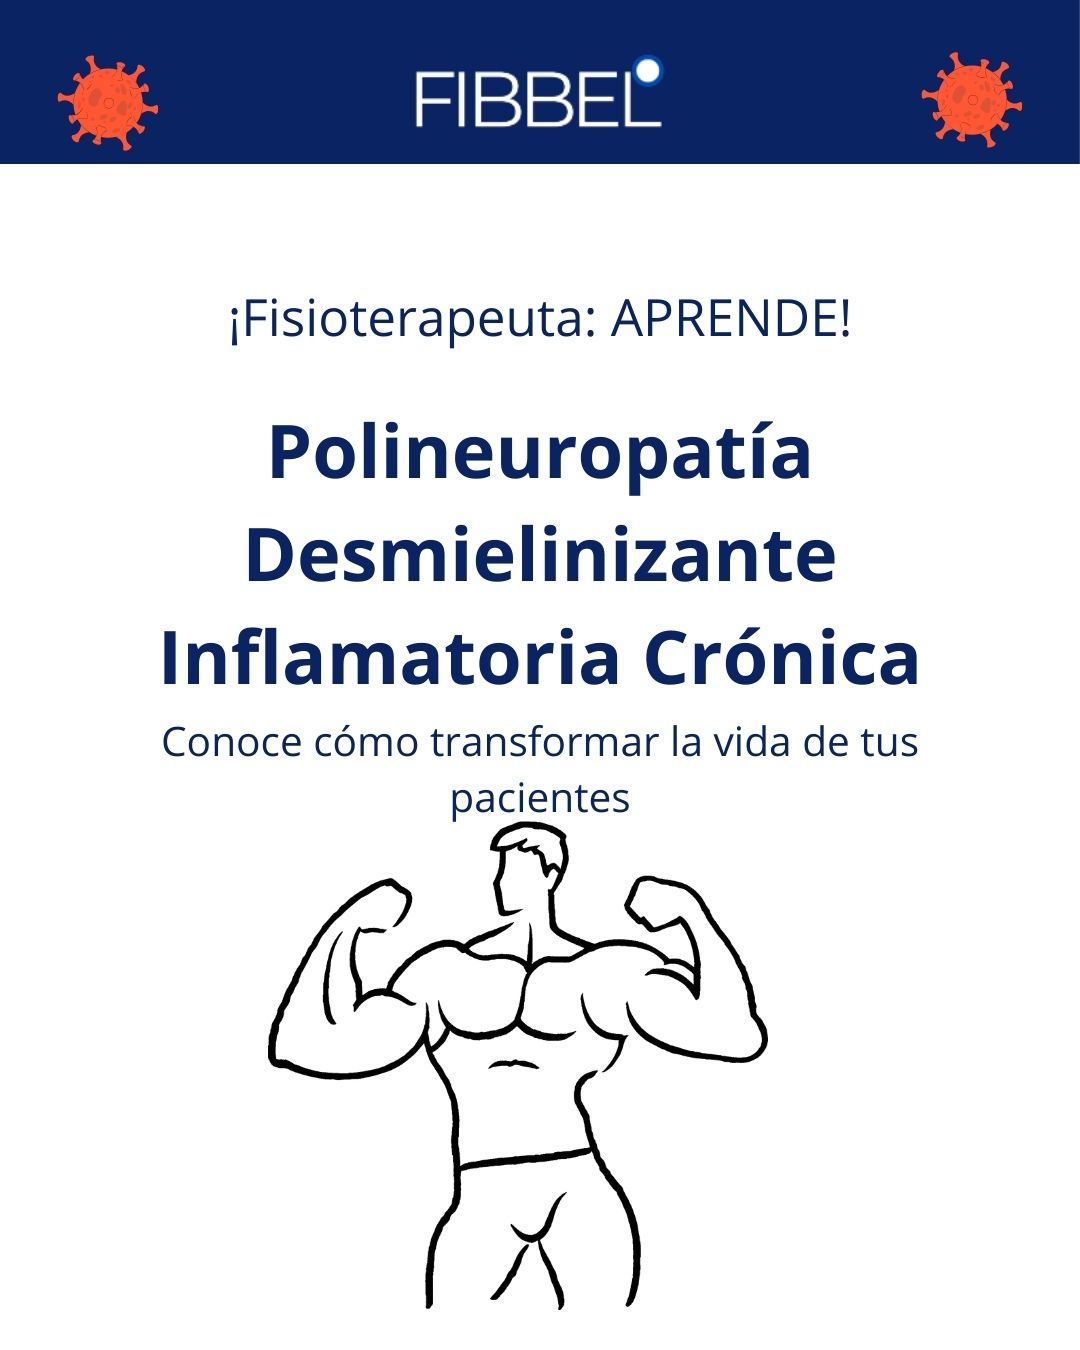 FIBBEL
¡Fisioterapeuta: APRENDE!
Polineuropatía
Desmielinizante
Inflamatoria Crónica
Conoce cómo transformar la vida de tus
pacientes